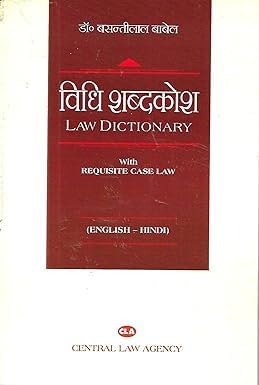 डॉ० बसन्तीलाल बाबेल
विधि शब्दकोश
LAW DICTIONARY
With
REQUISITE CASE LAW
(ENGLISH – HINDI)
CLA
CENTRAL LAW AGENCY